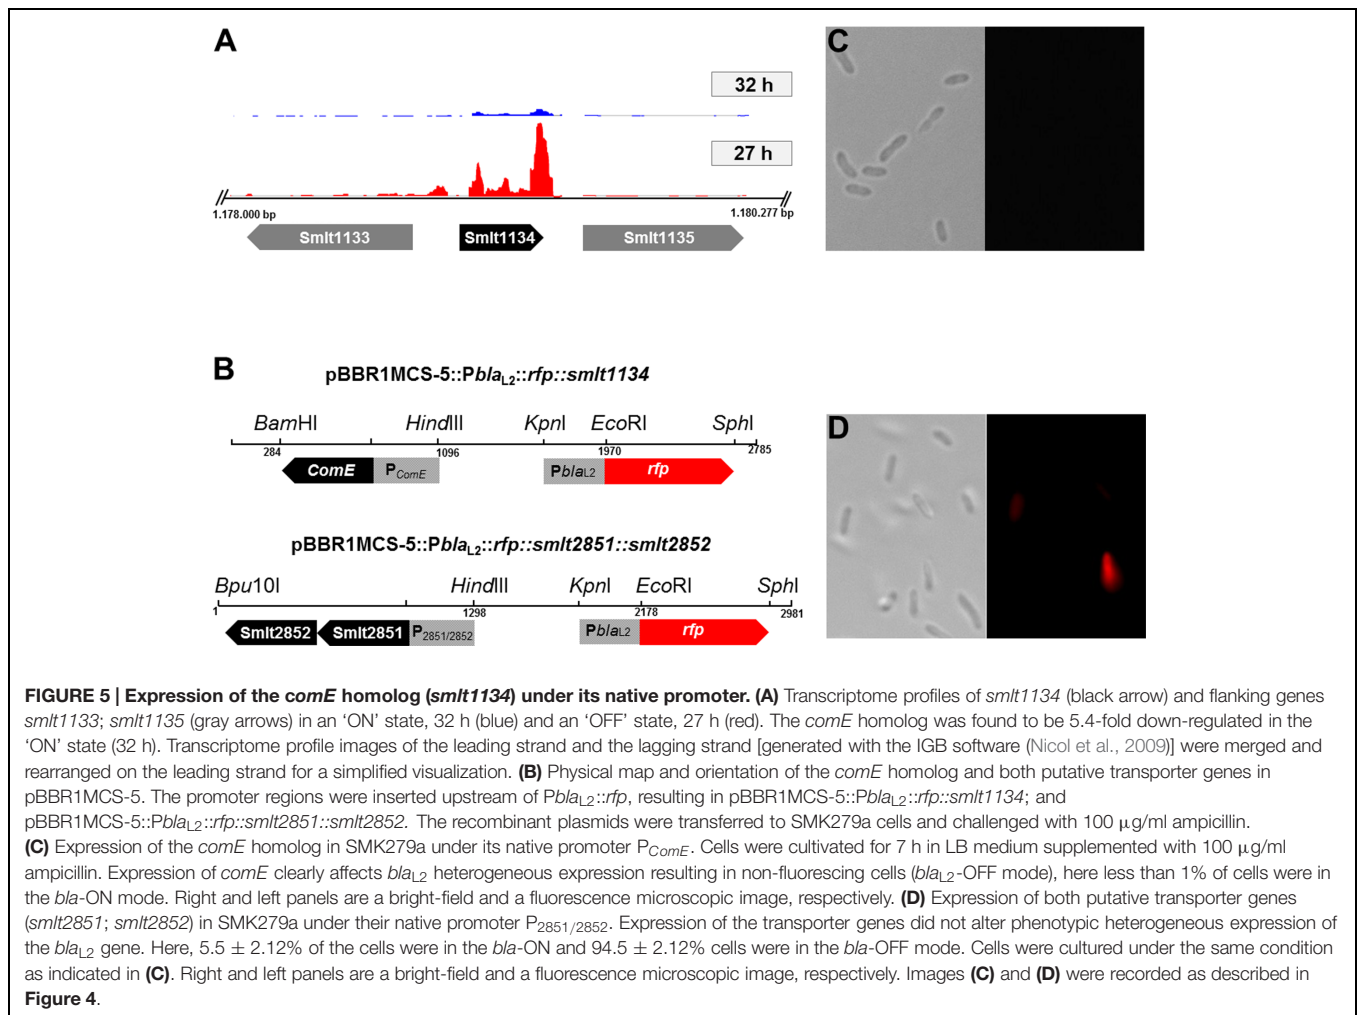 A
32 h
27 h
1.178.000 bp
1.180.277 bp
Smlt1133
Smlt1134
Smlt1135
C
B
pBBR1MCS-5::PblaL2::rfp::smlt1134
BamHI HindIII KpnI EcoRI SphI
284 1096 1970 2785
ComE PComE PblaL2 rfp
pBBR1MCS-5::PblaL2::rfp::smlt2851::smlt2852
Bpu10I HindIII KpnI EcoRI SphI
1 1298 2178 2981
Smlt2852 Smlt2851 P2851/2852 PblaL2 rfp
D
FIGURE 5 | Expression of the comE homolog (smlt1134) under its native promoter. (A) Transcriptome profiles of smlt1134 (black arrow) and flanking genes
smlt1133; smlt1135 (gray arrows) in an ‘ON’ state, 32 h (blue) and an ‘OFF’ state, 27 h (red). The comE homolog was found to be 5.4-fold down-regulated in the
‘ON’ state (32 h). Transcriptome profile images of the leading strand and the lagging strand [generated with the IGB software (Nicol et al., 2009)] were merged and
rearranged on the leading strand for a simplified visualization. (B) Physical map and orientation of the comE homolog and both putative transporter genes in
pBBR1MCS-5. The promoter regions were inserted upstream of PblaL2::rfp, resulting in pBBR1MCS-5::PblaL2::rfp::smlt1134; and
pBBR1MCS-5::PblaL2::rfp::smlt2851::smlt2852. The recombinant plasmids were transferred to SMK279a cells and challenged with 100 μg/ml ampicillin.
(C) Expression of the comE homolog in SMK279a under its native promoter PComE. Cells were cultivated for 7 h in LB medium supplemented with 100 μg/ml
ampicillin. Expression of comE clearly affects blaL2 heterogeneous expression resulting in non-fluorescing cells (blaL2-OFF mode), here less than 1% of cells were in
the bla-ON mode. Right and left panels are a bright-field and a fluorescence microscopic image, respectively. (D) Expression of both putative transporter genes
(smlt2851; smlt2852) in SMK279a under their native promoter P2851/2852. Expression of the transporter genes did not alter phenotypic heterogeneous expression of
the blaL2 gene. Here, 5.5 ± 2.12% of the cells were in the bla-ON and 94.5 ± 2.12% cells were in the bla-OFF mode. Cells were cultured under the same condition
as indicated in (C). Right and left panels are a bright-field and a fluorescence microscopic image, respectively. Images (C) and (D) were recorded as described in
Figure 4.